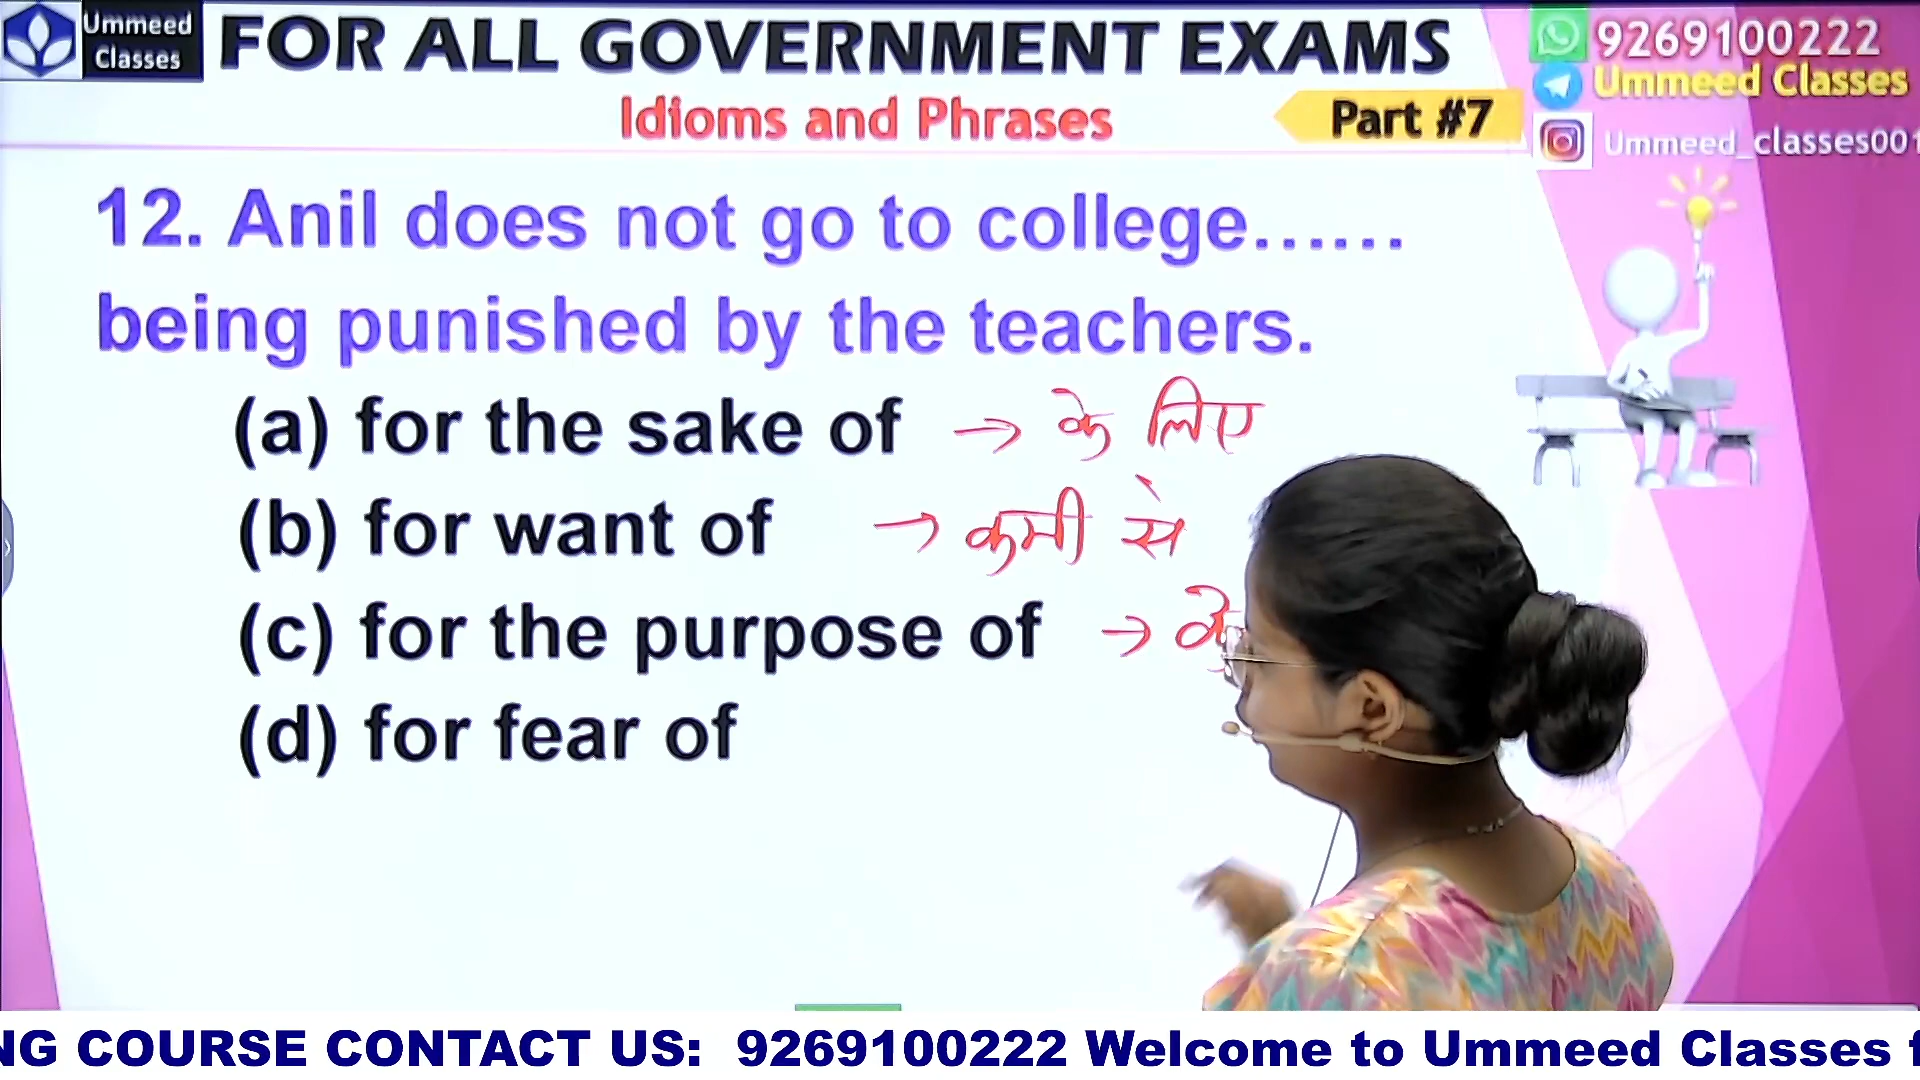 Ummeed
Classes
FOR ALL GOVERNMENT EXAMS
9269100222
Ummeed Classes
Idioms and Phrases
Part #7
Ummeed_classes001
12. Anil does not go to college……
being punished by the teachers.
(a) for the sake of → के लिए
(b) for want of → कमी से
(c) for the purpose of → के
(d) for fear of
NG COURSE CONTACT US: 9269100222 Welcome to Ummeed Classes f